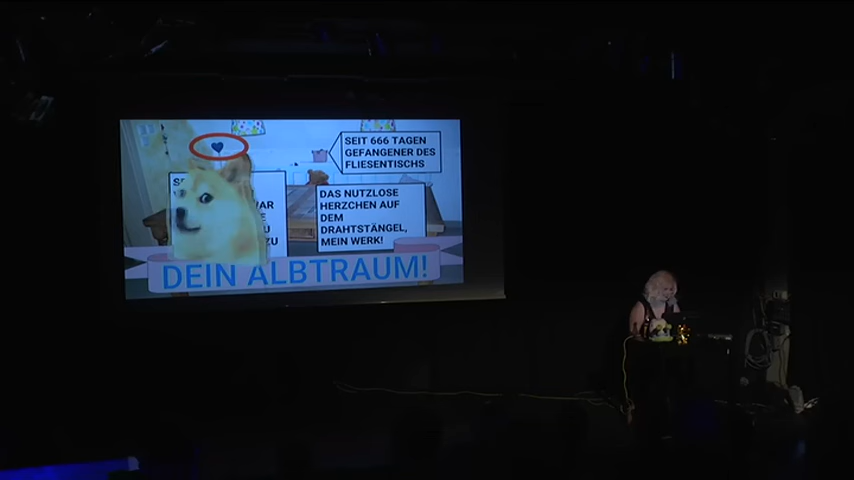 SEIT 666 TAGEN
GEFANGENER DES
FLIESENTISCHS
DAS NUTZLOSE
HERZCHEN AUF
DEM
DRAHTSTÄNGEL,
MEIN WERK!
DEIN ALBTRAUM!